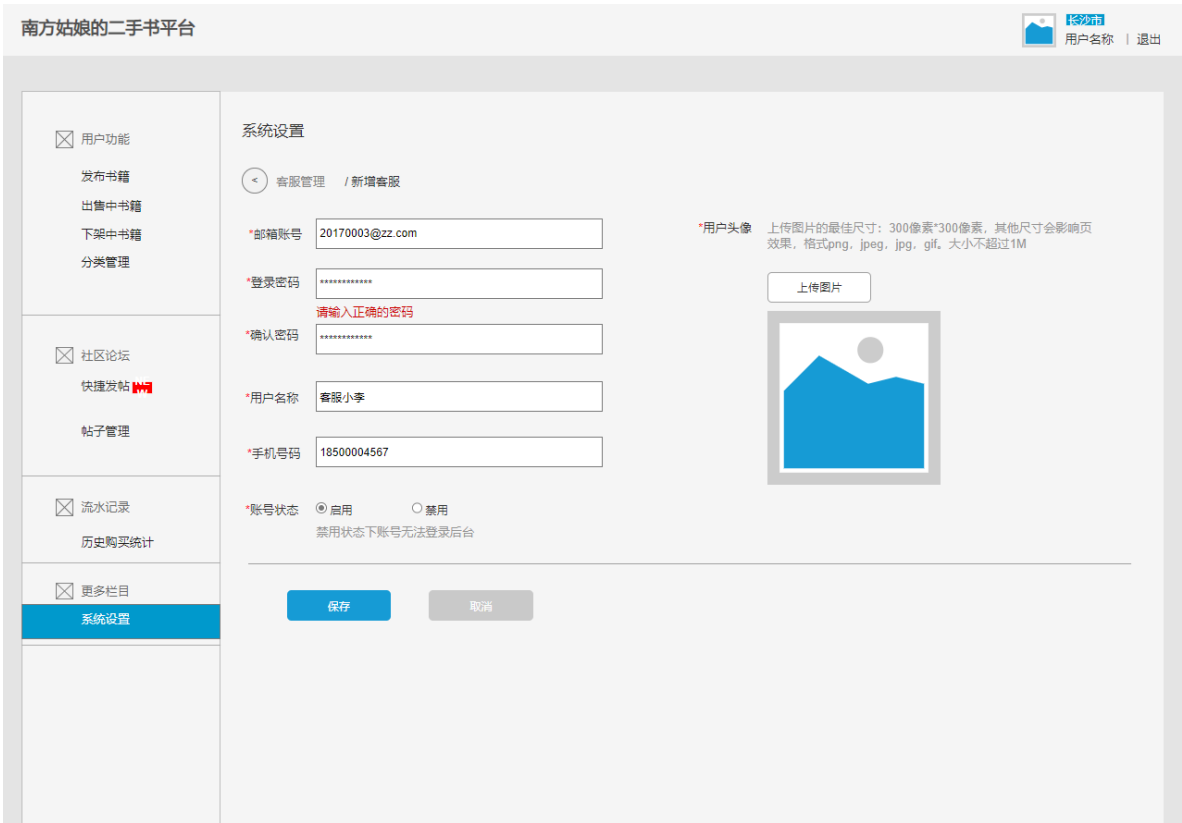 南方姑娘的二手书平台
长沙市
用户名称 | 退出
用户功能
发布书籍
出售中书籍
下架中书籍
分类管理
社区论坛
快捷发帖
帖子管理
流水记录
历史购买统计
更多栏目
系统设置
系统设置
< 客服管理 / 新增客服
*邮箱账号 20170003@zz.com
*登录密码 ************
请输入正确的密码
*确认密码 ************
*用户名称 客服小李
*手机号码 18500004567
*账号状态 启用 禁用
禁用状态下账号无法登录后台
*用户头像 上传图片的最佳尺寸：300像素*300像素，其他尺寸会影响页
效果，格式png，jpeg，jpg，gif。大小不超过1M
上传图片
保存 取消